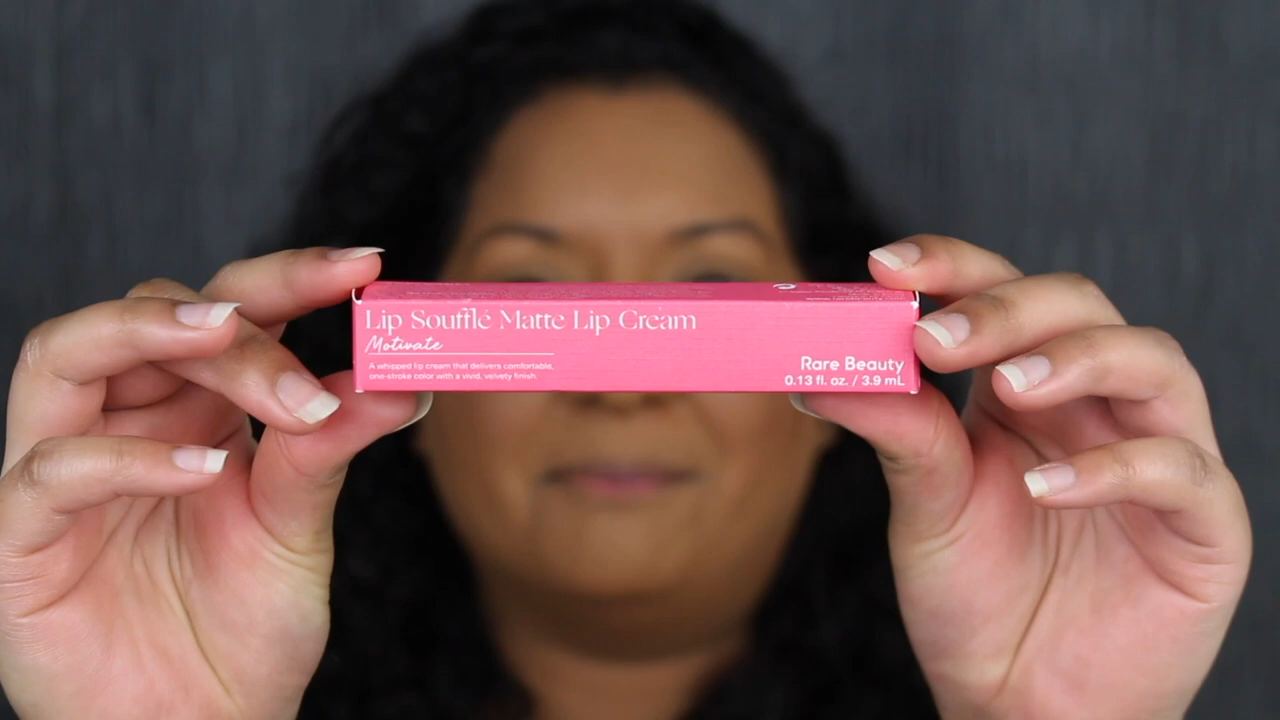 Lip Soufflé Matte Lip Cream
Motivate
A whipped lip cream that delivers comfortable,
one-stroke color with a vivid, velvety finish.
Rare Beauty
0.13 fl. oz. / 3.9 mL